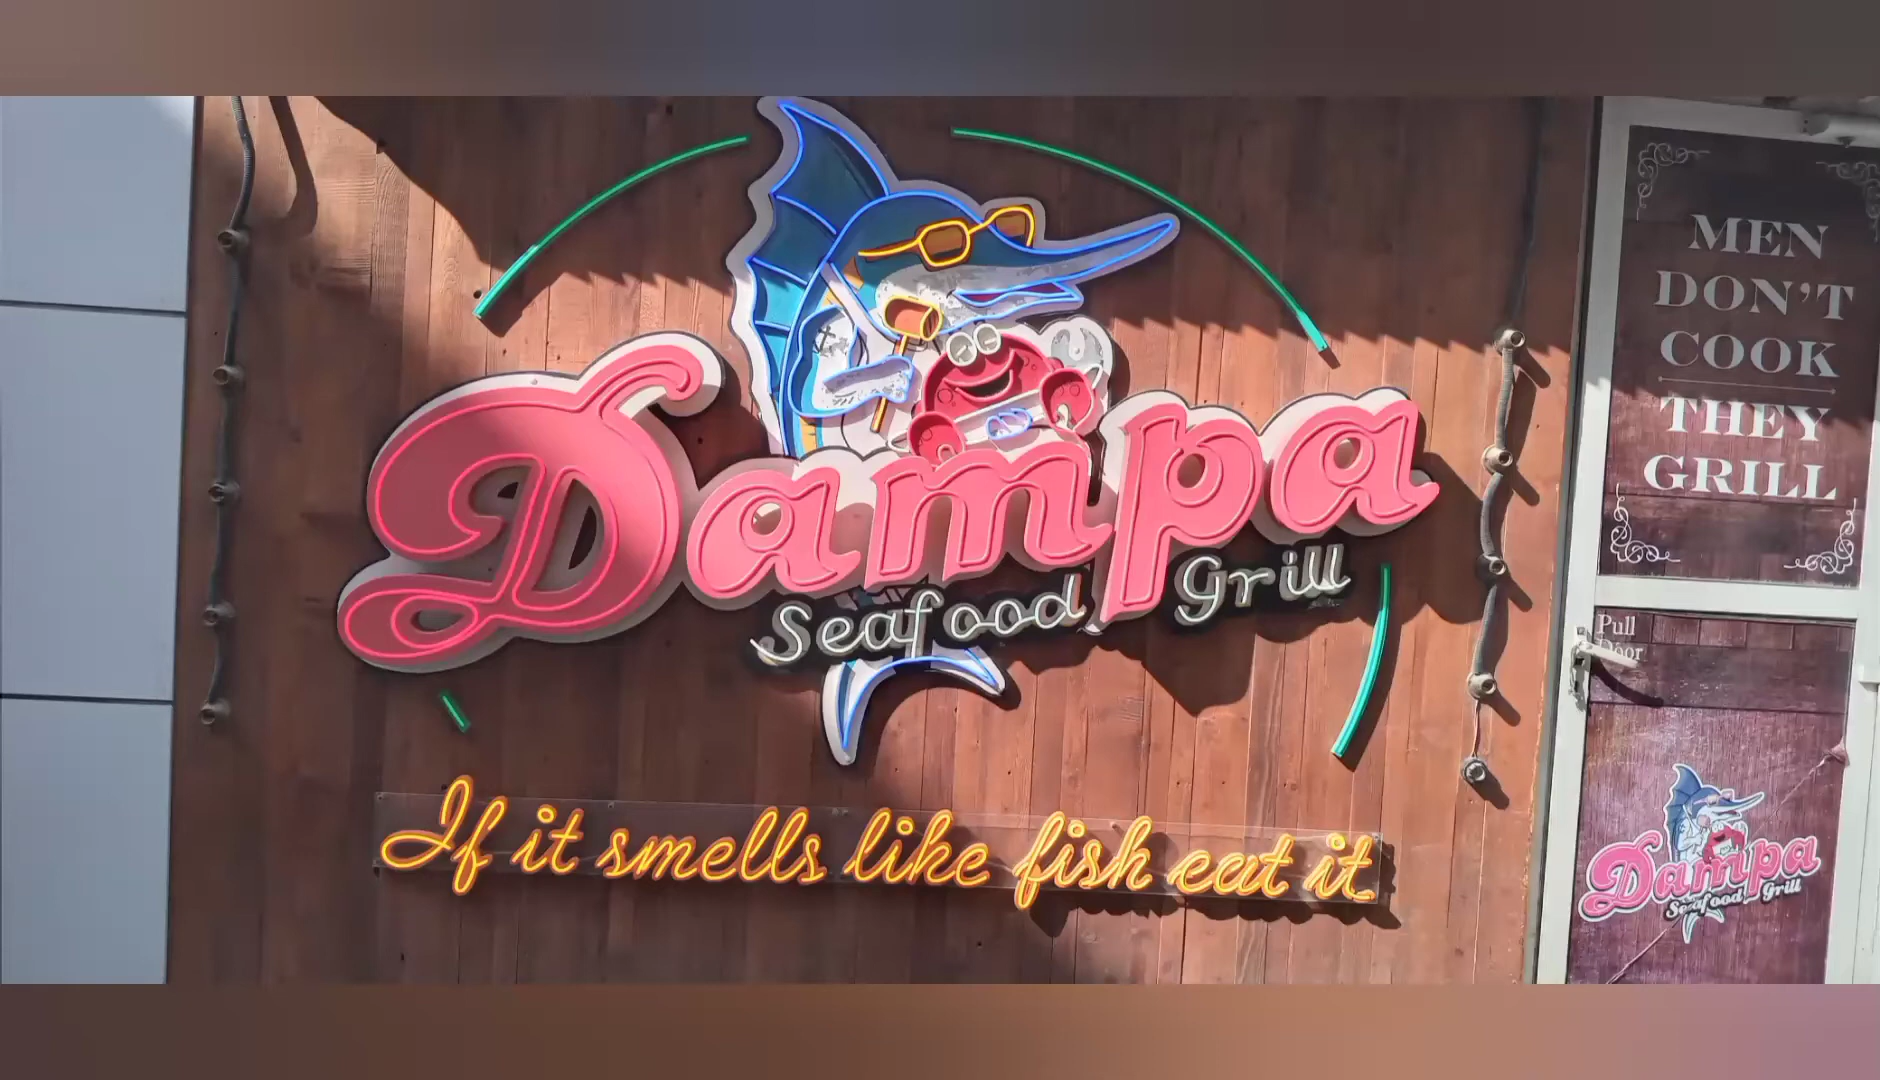 Dampa
Seafood Grill
If it smells like fish eat it
MEN
DON'T
COOK
THEY
GRILL
Pull
Door
Dampa
Seafood Grill